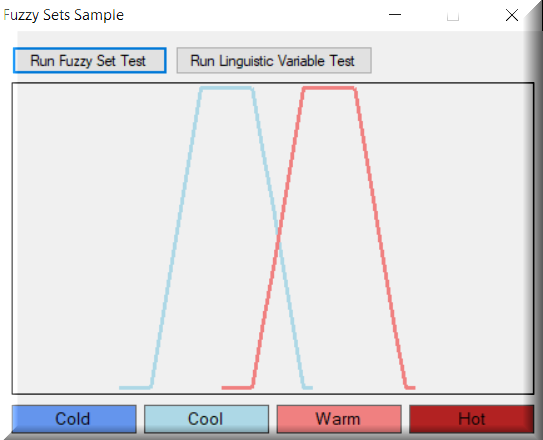 Fuzzy Sets Sample
Run Fuzzy Set Test
Run Linguistic Variable Test
Cold
Cool
Warm
Hot